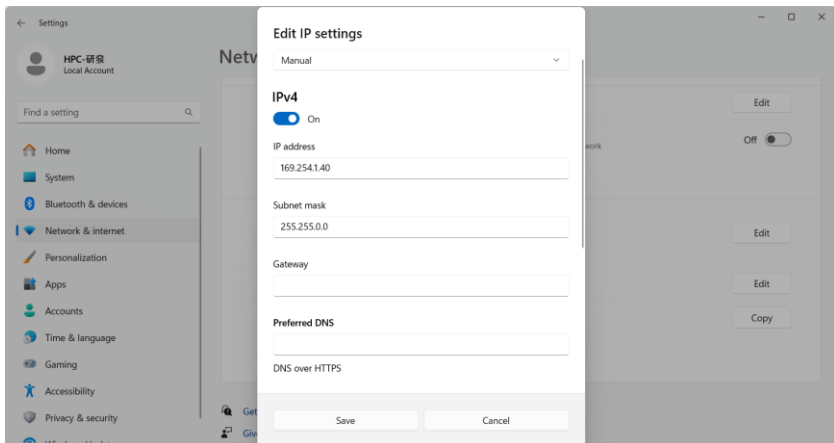 Settings
HPC-研發
Local Account
Find a setting
Home
System
Bluetooth & devices
Network & internet
Personalization
Apps
Accounts
Time & language
Gaming
Accessibility
Privacy & security
Netw
Edit
work
Off
Edit
Edit
Copy
Get
Giv
Edit IP settings
Manual
IPv4
On
IP address
169.254.1.40
Subnet mask
255.255.0.0
Gateway
Preferred DNS
DNS over HTTPS
Save
Cancel